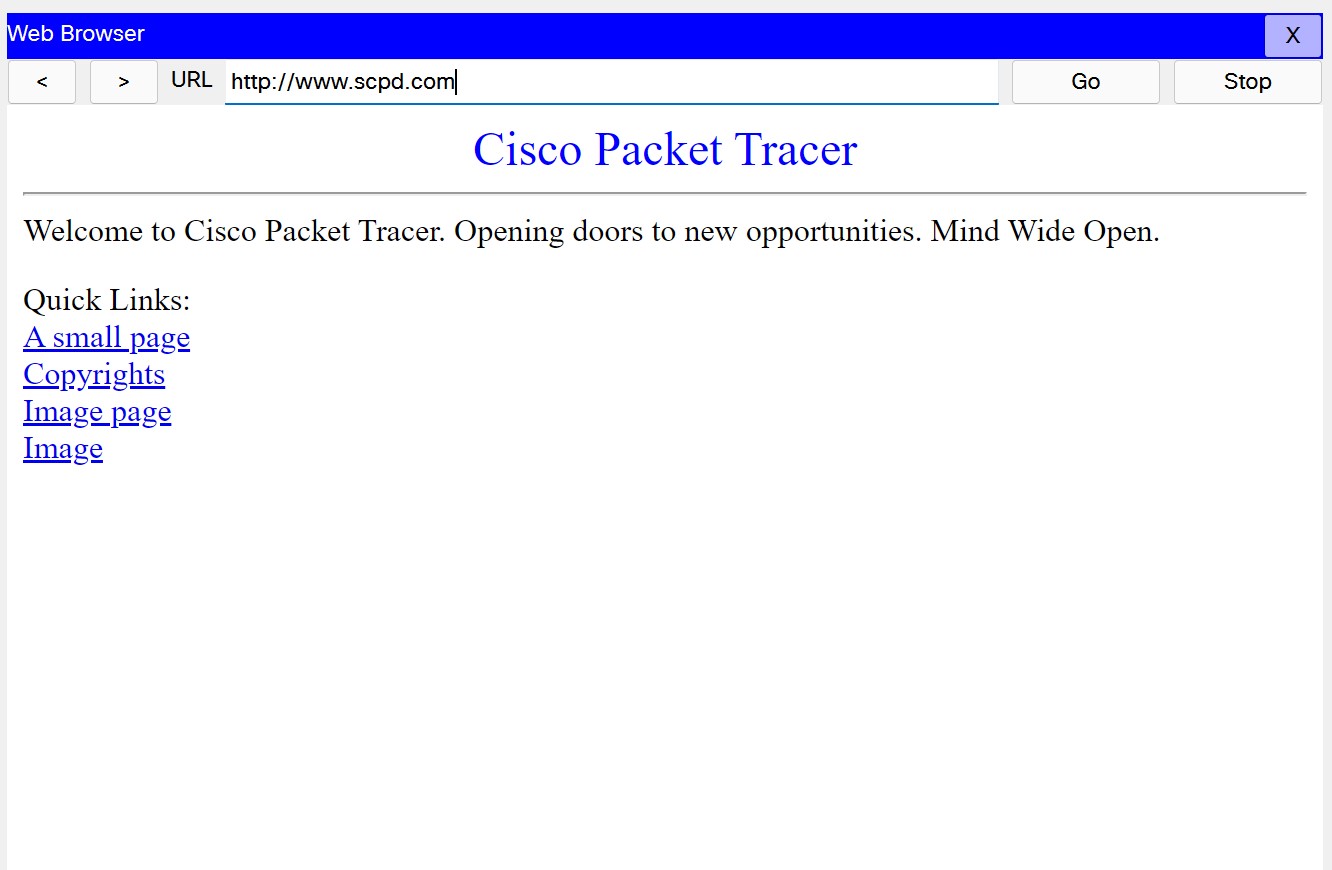 Web Browser X
< > URL http://www.scpd.com Go Stop
Cisco Packet Tracer
Welcome to Cisco Packet Tracer. Opening doors to new opportunities. Mind Wide Open.
Quick Links:
A small page
Copyrights
Image page
Image